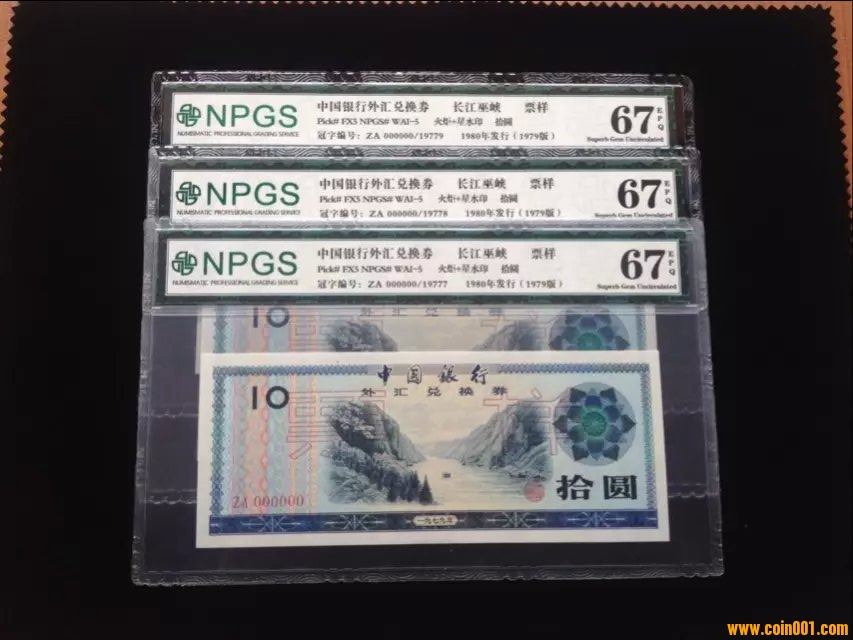 NPGS
NUMISMATIC PROFESSIONAL GRADING SERVICE
中国银行外汇兑换券 长江巫峡 票样
Pick# FX5 NPGS# WAI-5 火炬+星水印 拾圆
冠字编号: ZA 000000/19779 1980年发行(1979版)
67 EPQ
Superb Gem Uncirculated
NPGS
NUMISMATIC PROFESSIONAL GRADING SERVICE
中国银行外汇兑换券 长江巫峡 票样
Pick# FX5 NPGS# WAI-5 火炬+星水印 拾圆
冠字编号: ZA 000000/19778 1980年发行(1979版)
67 EPQ
Superb Gem Uncirculated
NPGS
NUMISMATIC PROFESSIONAL GRADING SERVICE
中国银行外汇兑换券 长江巫峡 票样
Pick# FX5 NPGS# WAI-5 火炬+星水印 拾圆
冠字编号: ZA 000000/19777 1980年发行(1979版)
67 EPQ
Superb Gem Uncirculated
10
外汇兑换券
中国银行
外汇兑换券
10
票样
ZA 000000
拾圆
一九七九年
www.coin001.com